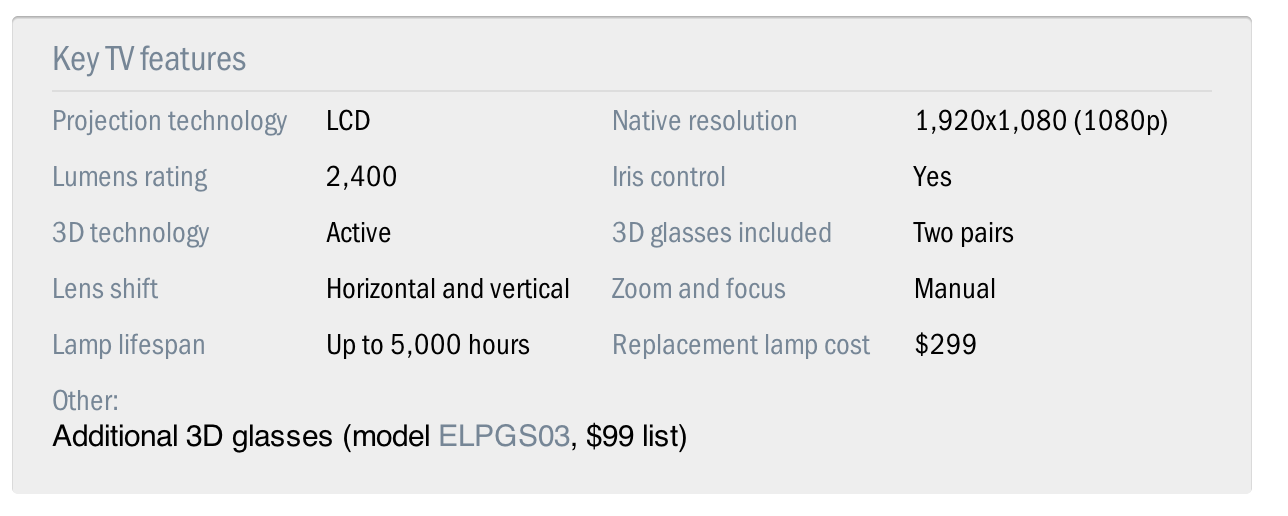 Key TV features
Projection technology LCD Native resolution 1,920x1,080 (1080p)
Lumens rating 2,400 Iris control Yes
3D technology Active 3D glasses included Two pairs
Lens shift Horizontal and vertical Zoom and focus Manual
Lamp lifespan Up to 5,000 hours Replacement lamp cost $299
Other:
Additional 3D glasses (model ELPGS03, $99 list)